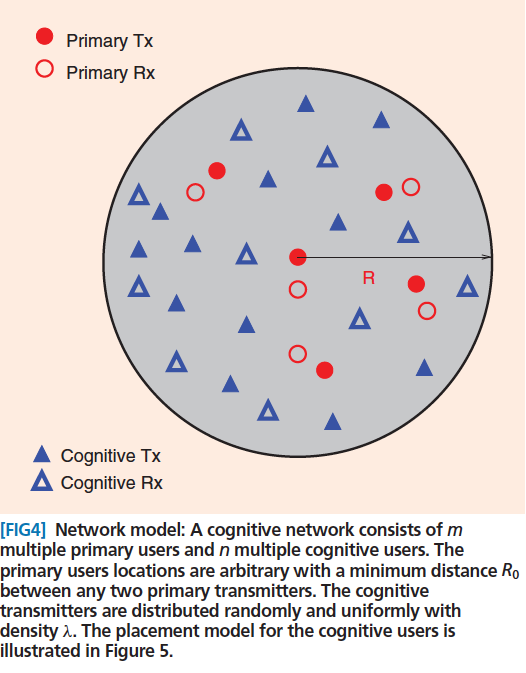 Primary Tx
Primary Rx
R
Cognitive Tx
Cognitive Rx
[FIG4] Network model: A cognitive network consists of m
multiple primary users and n multiple cognitive users. The
primary users locations are arbitrary with a minimum distance R₀
between any two primary transmitters. The cognitive
transmitters are distributed randomly and uniformly with
density λ. The placement model for the cognitive users is
illustrated in Figure 5.